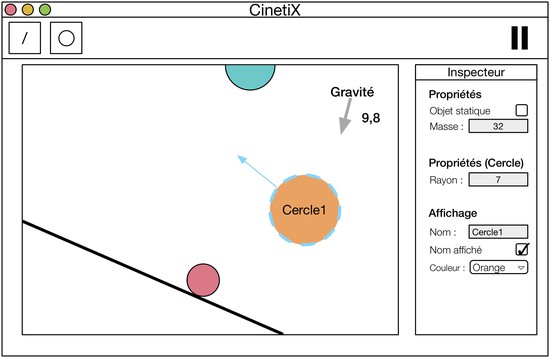 CinetiX
/
Inspecteur
Gravité
9,8
Cercle1
Propriétés
Objet statique
Masse : 32
Propriétés (Cercle)
Rayon : 7
Affichage
Nom : Cercle1
Nom affiché
Couleur : Orange